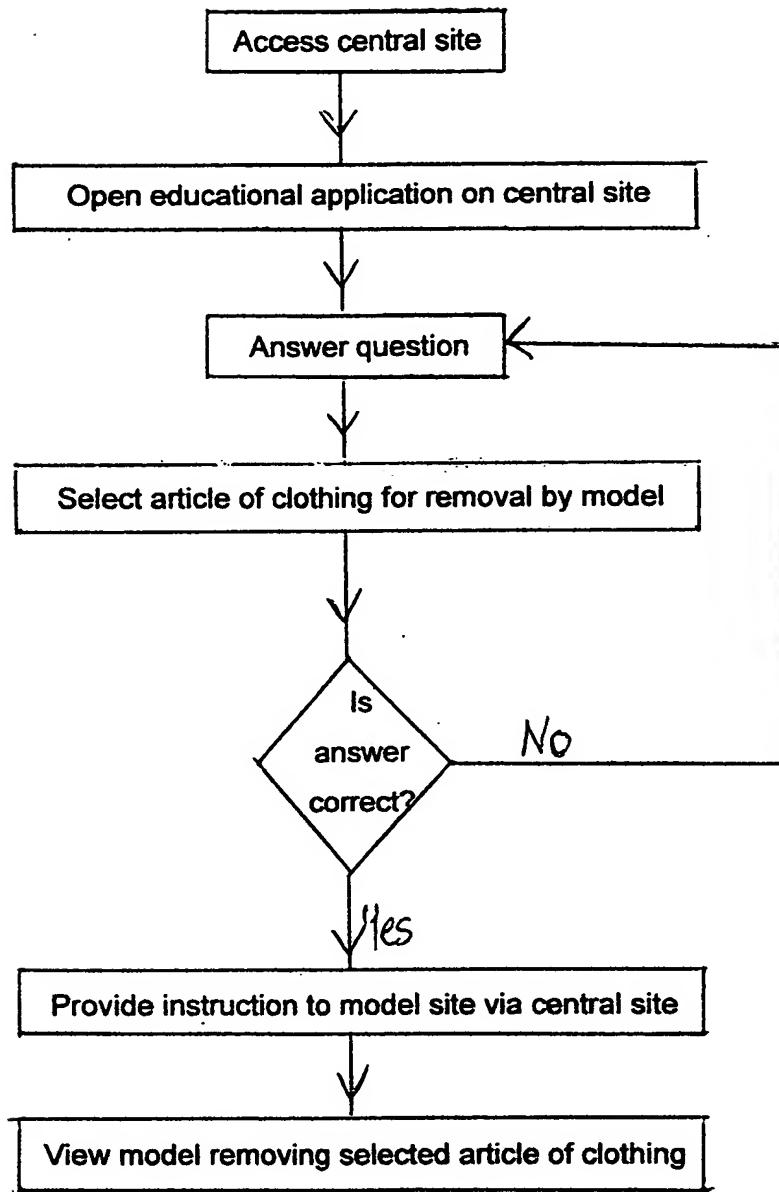 Access central site
Open educational application on central site
Answer question
Select article of clothing for removal by model
Is
answer
correct?
No
Yes
Provide instruction to model site via central site
View model removing selected article of clothing